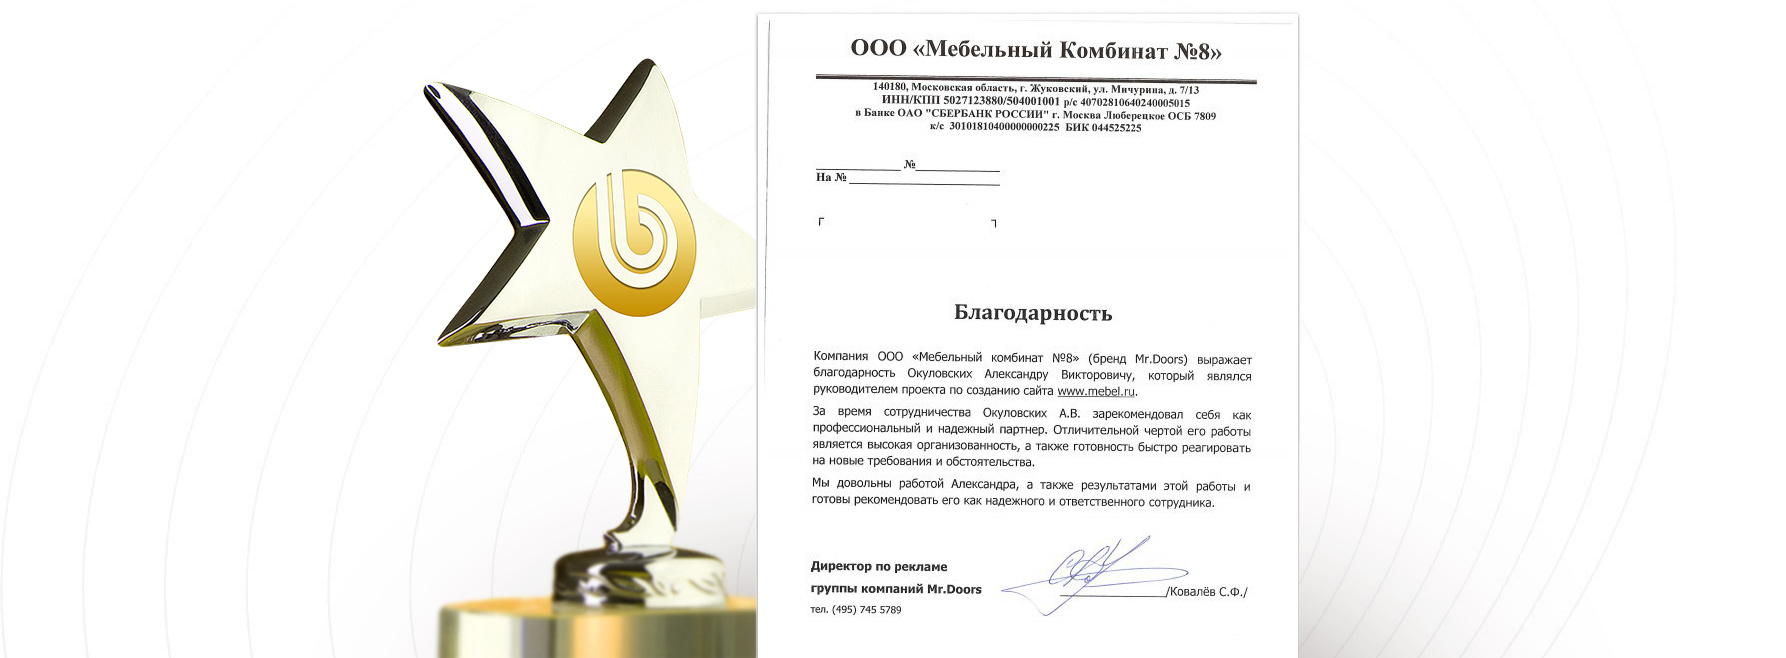 ООО «Мебельный Комбинат №8»
140180, Московская область, г. Жуковский, ул. Мичурина, д. 7/13
ИНН/КПП 5027123880/504001001 р/с 40702810640240005015
в Банке ОАО "СБЕРБАНК РОССИИ" г. Москва Люберецкое ОСБ 7809
к/с 30101810400000000225 БИК 044525225
______________ №______________
На № _________________________
Благодарность
Компания ООО «Мебельный комбинат №8» (бренд Mr.Doors) выражает
благодарность Окуловских Александру Викторовичу, который являлся
руководителем проекта по созданию сайта www.mebel.ru.
За время сотрудничества Окуловских А.В. зарекомендовал себя как
профессиональный и надежный партнер. Отличительной чертой его работы
является высокая организованность, а также готовность быстро реагировать
на новые требования и обстоятельства.
Мы довольны работой Александра, а также результатами этой работы и
готовы рекомендовать его как надежного и ответственного сотрудника.
Директор по рекламе
группы компаний Mr.Doors ________________/Ковалёв С.Ф./
тел. (495) 745 5789